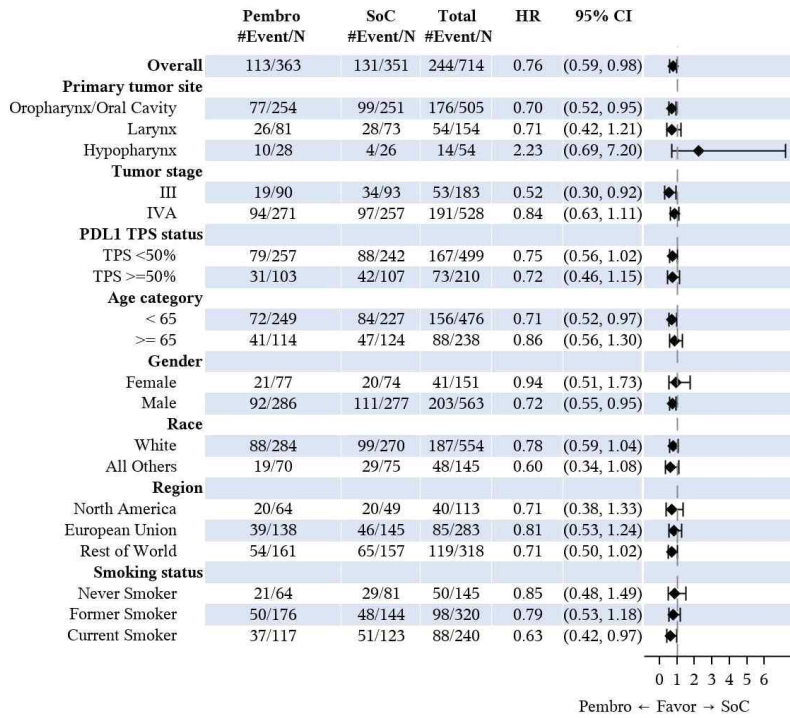 Pembro SoC Total HR 95% CI
#Event/N #Event/N #Event/N
Overall 113/363 131/351 244/714 0.76 (0.59, 0.98)
Primary tumor site
Oropharynx/Oral Cavity 77/254 99/251 176/505 0.70 (0.52, 0.95)
Larynx 26/81 28/73 54/154 0.71 (0.42, 1.21)
Hypopharynx 10/28 4/26 14/54 2.23 (0.69, 7.20)
Tumor stage
III 19/90 34/93 53/183 0.52 (0.30, 0.92)
IVA 94/271 97/257 191/528 0.84 (0.63, 1.11)
PDL1 TPS status
TPS <50% 79/257 88/242 167/499 0.75 (0.56, 1.02)
TPS >=50% 31/103 42/107 73/210 0.72 (0.46, 1.15)
Age category
< 65 72/249 84/227 156/476 0.71 (0.52, 0.97)
>= 65 41/114 47/124 88/238 0.86 (0.56, 1.30)
Gender
Female 21/77 20/74 41/151 0.94 (0.51, 1.73)
Male 92/286 111/277 203/563 0.72 (0.55, 0.95)
Race
White 88/284 99/270 187/554 0.78 (0.59, 1.04)
All Others 19/70 29/75 48/145 0.60 (0.34, 1.08)
Region
North America 20/64 20/49 40/113 0.71 (0.38, 1.33)
European Union 39/138 46/145 85/283 0.81 (0.53, 1.24)
Rest of World 54/161 65/157 119/318 0.71 (0.50, 1.02)
Smoking status
Never Smoker 21/64 29/81 50/145 0.85 (0.48, 1.49)
Former Smoker 50/176 48/144 98/320 0.79 (0.53, 1.18)
Current Smoker 37/117 51/123 88/240 0.63 (0.42, 0.97)
0 1 2 3 4 5 6
Pembro ← Favor → SoC